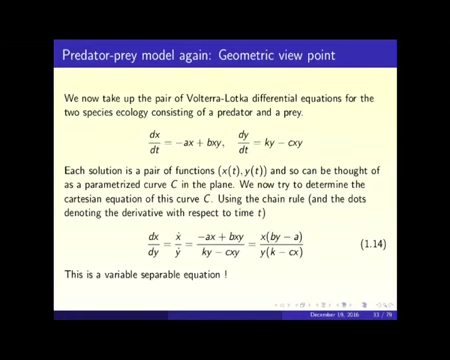 Predator-prey model again: Geometric view point
We now take up the pair of Volterra-Lotka differential equations for the
two species ecology consisting of a predator and a prey.
dx/dt = −ax + bxy, dy/dt = ky − cxy
Each solution is a pair of functions (x(t), y(t)) and so can be thought of
as a parametrized curve C in the plane. We now try to determine the
cartesian equation of this curve C. Using the chain rule (and the dots
denoting the derivative with respect to time t)
dx/dy = ẋ/ẏ = (−ax + bxy)/(ky − cxy) = x(by − a)/y(k − cx) (1.14)
This is a variable separable equation !
December 19, 2016 33 / 79